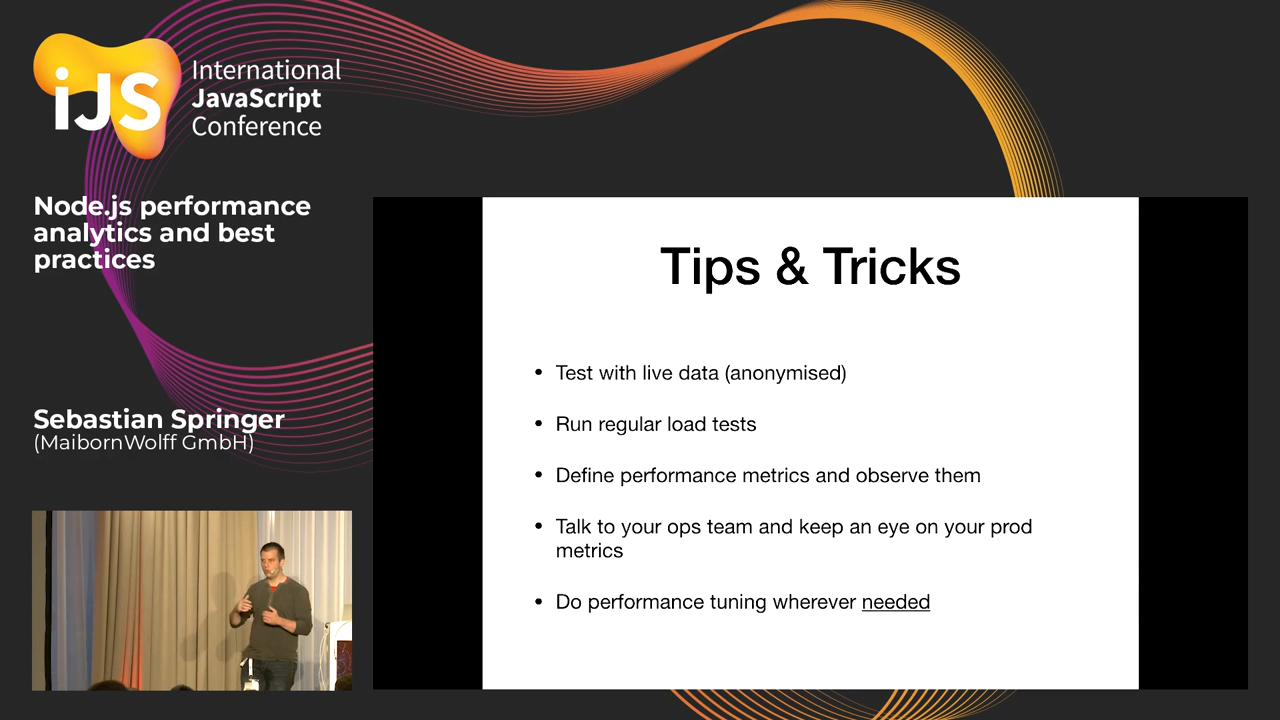 iJS
International
JavaScript
Conference
Node.js performance
analytics and best
practices
Sebastian Springer
(MaibornWolff GmbH)
Tips & Tricks
• Test with live data (anonymised)
• Run regular load tests
• Define performance metrics and observe them
• Talk to your ops team and keep an eye on your prod
metrics
• Do performance tuning wherever needed